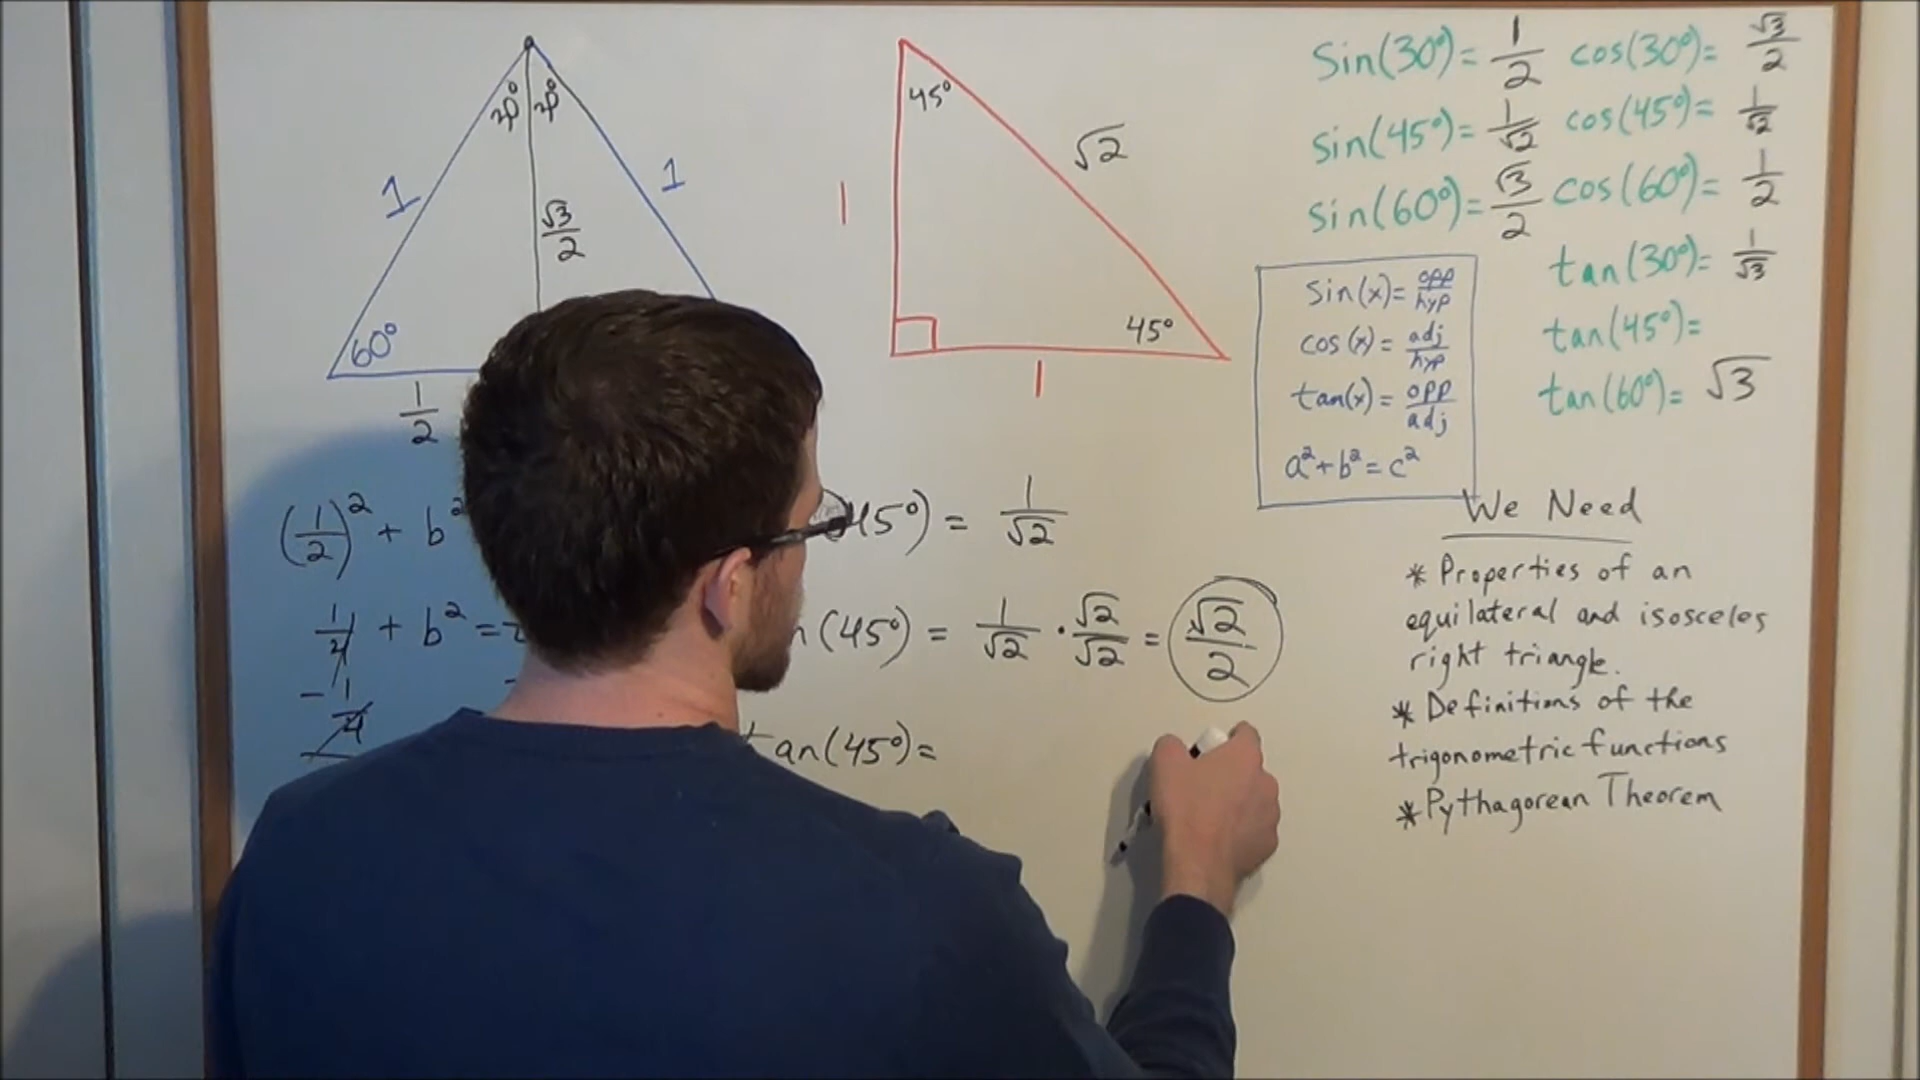 30° 30°
1
1
√3/2
60°
1/2
45°
√2
1
45°
1
Sin(30°)= 1/2
cos(30°)= √3/2
sin(45°)= 1/√2
cos(45°)= 1/√2
sin(60°)= √3/2
cos(60°)= 1/2
tan(30°)= 1/√3
tan(45°)=
tan(60°)= √3
Sin(x)= opp/hyp
cos(x)= adj/hyp
tan(x)= opp/adj
a²+b²=c²
(1/2)² + b²
1/4 + b² =
- 1/4
45°) = 1/√2
(45°) = 1/√2 · √2/√2 = √2/2
tan(45°)=
We Need
* Properties of an
equilateral and isosceles
right triangle.
* Definitions of the
trigonometric functions
* Pythagorean Theorem